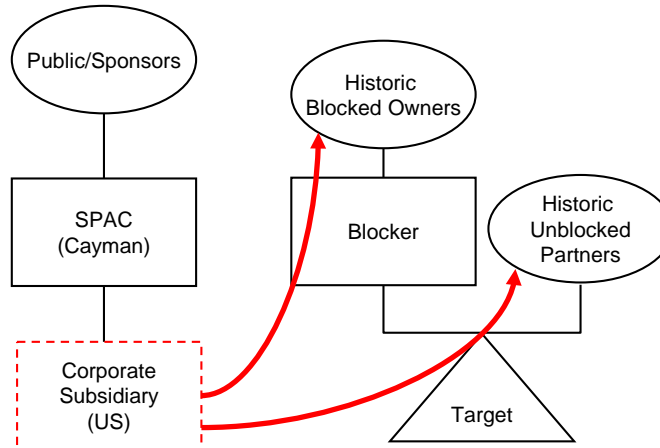 Public/Sponsors
Historic
Blocked Owners
SPAC
(Cayman)
Blocker
Historic
Unblocked
Partners
Corporate
Subsidiary
(US)
Target